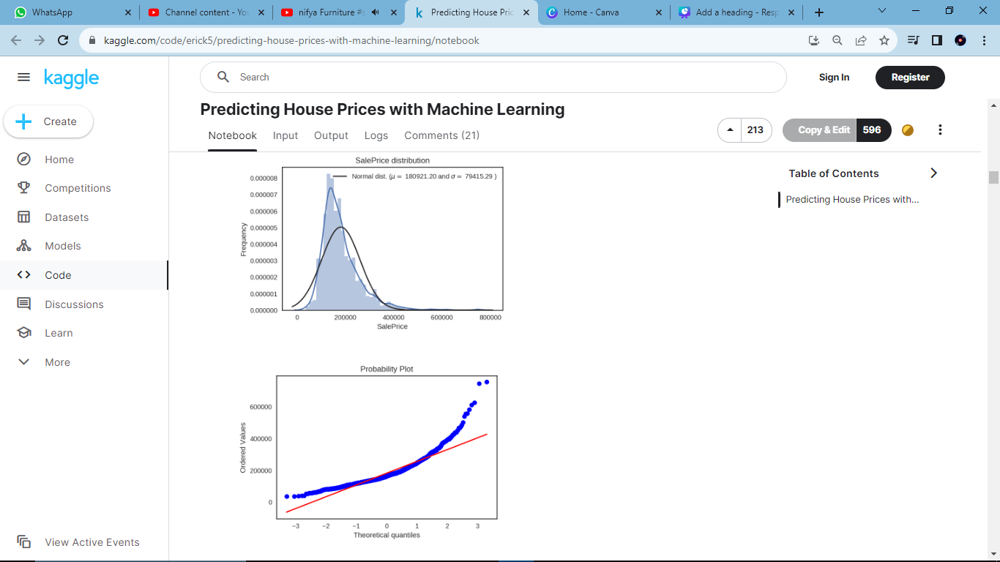 WhatsApp
Channel content - You
nifya Furniture #s
Predicting House Pric
Home - Canva
Add a heading - Resp
kaggle.com/code/erick5/predicting-house-prices-with-machine-learning/notebook
kaggle
Search
Sign In
Register
Create
Home
Competitions
Datasets
Models
Code
Discussions
Learn
More
View Active Events
Predicting House Prices with Machine Learning
Notebook Input Output Logs Comments (21)
213
Copy & Edit 596
Table of Contents
Predicting House Prices with...
SalePrice distribution
Normal dist. (μ = 180921.20 and σ = 79415.29 )
Frequency
0.000008
0.000007
0.000006
0.000005
0.000004
0.000003
0.000002
0.000001
0.000000
0 200000 400000 600000 800000
SalePrice
Probability Plot
Ordered Values
600000
400000
200000
0
−3 −2 −1 0 1 2 3
Theoretical quantiles